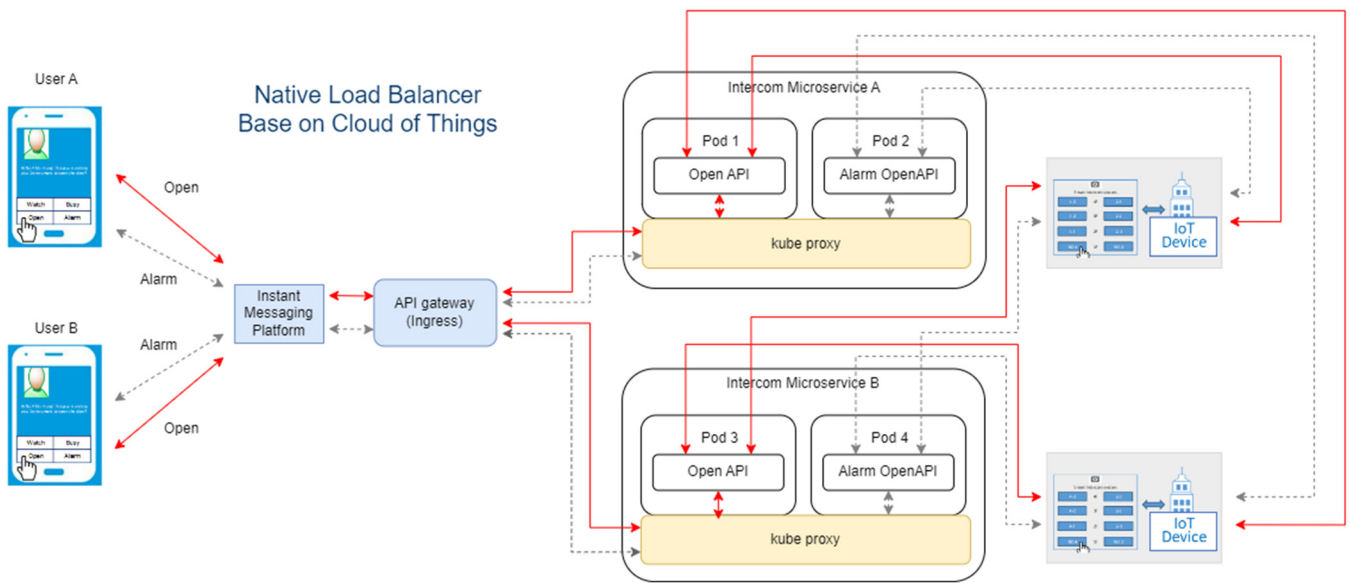 User A
Native Load Balancer
Base on Cloud of Things
Watch Busy
Open Alarm
Open
Alarm
User B
Alarm
Open
Watch Busy
Open Alarm
Instant
Messaging
Platform
API gateway
(Ingress)
Intercom Microservice A
Pod 1
Open API
Pod 2
Alarm OpenAPI
kube proxy
IoT
Device
Intercom Microservice B
Pod 3
Open API
Pod 4
Alarm OpenAPI
kube proxy
IoT
Device